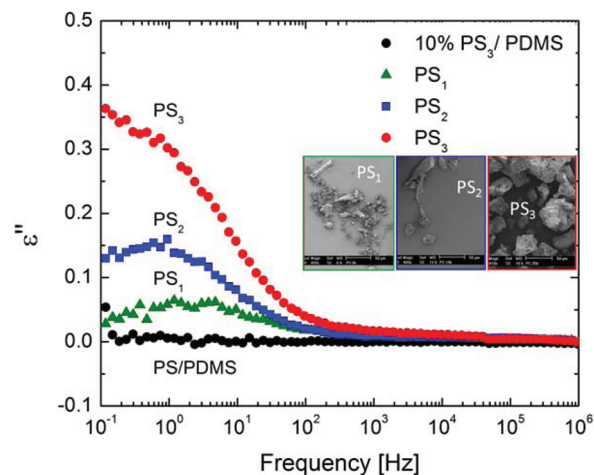 0.5
10% PS₃/ PDMS
PS₁
PS₂
PS₃
0.4
PS₃
0.3
PS₁
PS₂
PS₃
0.2
PS₂
PS₁
0.1
0.0
PS/PDMS
-0.1
ε"
10⁻¹ 10⁰ 10¹ 10² 10³ 10⁴ 10⁵ 10⁶
Frequency [Hz]